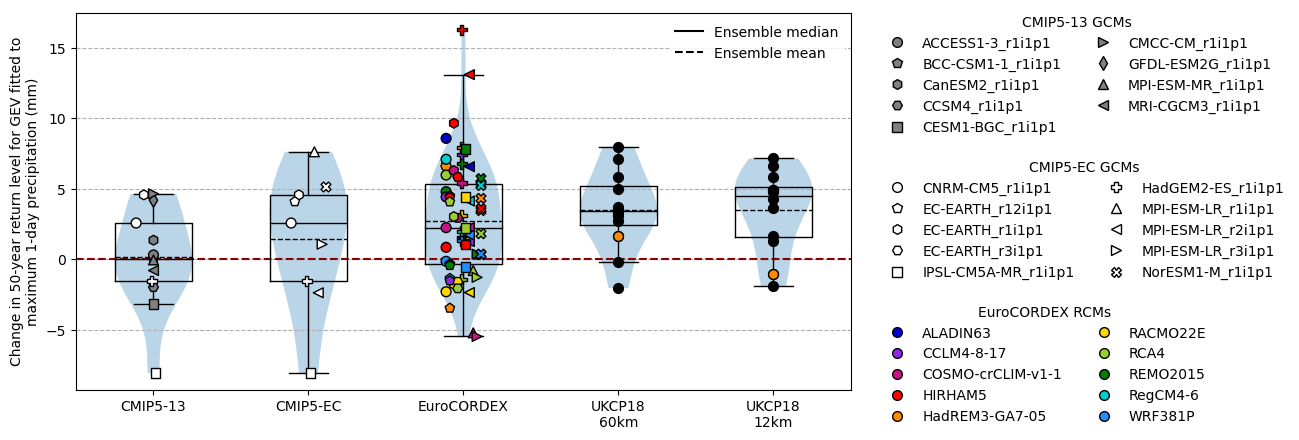 Change in 50-year return level for GEV fitted to
maximum 1-day precipitation (mm)
15
10
5
0
−5
Ensemble median
Ensemble mean
CMIP5-13
CMIP5-EC
EuroCORDEX
UKCP18
60km
UKCP18
12km
CMIP5-13 GCMs
ACCESS1-3_r1i1p1
BCC-CSM1-1_r1i1p1
CanESM2_r1i1p1
CCSM4_r1i1p1
CESM1-BGC_r1i1p1
CMCC-CM_r1i1p1
GFDL-ESM2G_r1i1p1
MPI-ESM-MR_r1i1p1
MRI-CGCM3_r1i1p1
CMIP5-EC GCMs
CNRM-CM5_r1i1p1
EC-EARTH_r12i1p1
EC-EARTH_r1i1p1
EC-EARTH_r3i1p1
IPSL-CM5A-MR_r1i1p1
HadGEM2-ES_r1i1p1
MPI-ESM-LR_r1i1p1
MPI-ESM-LR_r2i1p1
MPI-ESM-LR_r3i1p1
NorESM1-M_r1i1p1
EuroCORDEX RCMs
ALADIN63
CCLM4-8-17
COSMO-crCLIM-v1-1
HIRHAM5
HadREM3-GA7-05
RACMO22E
RCA4
REMO2015
RegCM4-6
WRF381P